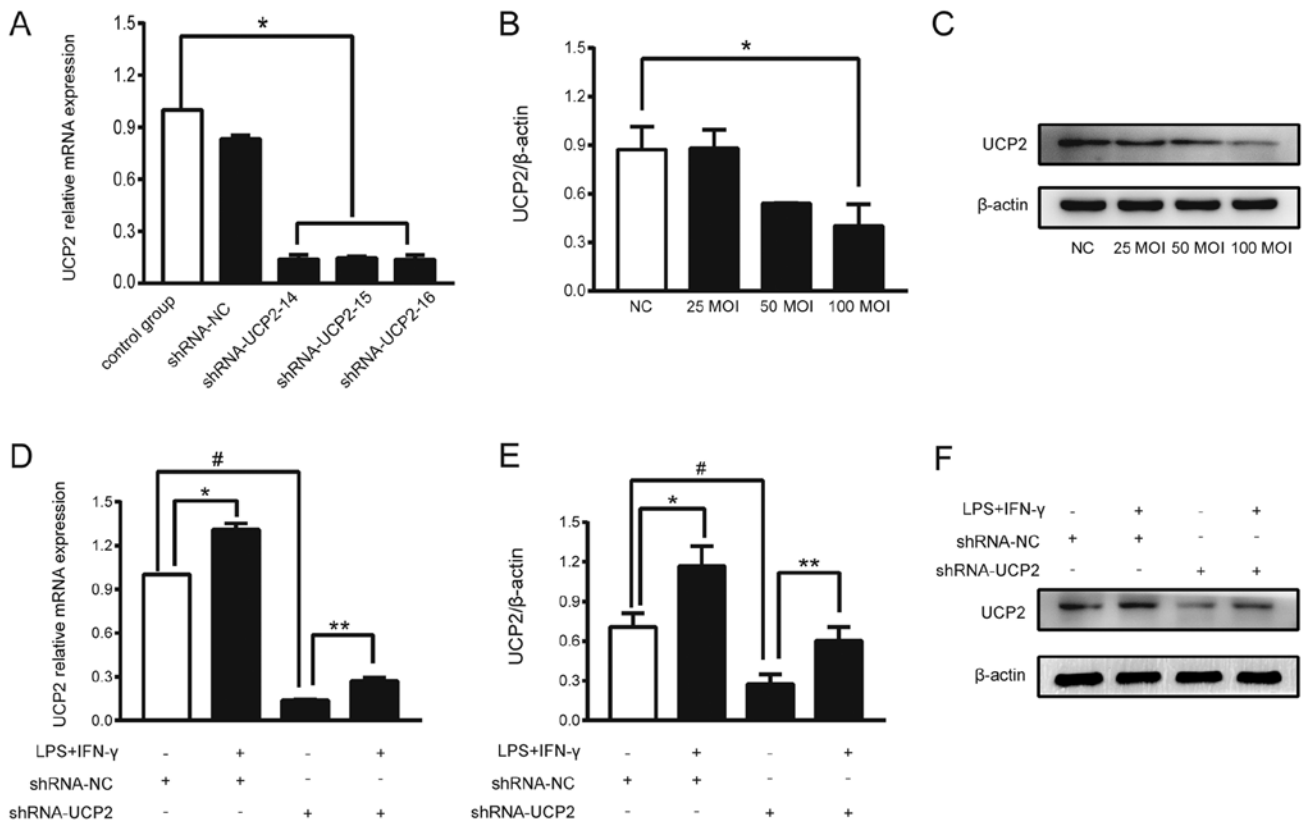 A
UCP2 relative mRNA expression
1.5
1.2
0.9
0.6
0.3
0.0
*
control group
shRNA-NC
shRNA-UCP2-14
shRNA-UCP2-15
shRNA-UCP2-16
B
UCP2/β-actin
1.5
1.2
0.9
0.6
0.3
0.0
*
NC 25 MOI 50 MOI 100 MOI
C
UCP2
β-actin
NC 25 MOI 50 MOI 100 MOI
D
UCP2 relative mRNA expression
1.5
1.2
0.9
0.6
0.3
0.0
#
*
**
LPS+IFN-γ - + - +
shRNA-NC + + - -
shRNA-UCP2 - - + +
E
UCP2/β-actin
1.5
1.2
0.9
0.6
0.3
0.0
#
*
**
LPS+IFN-γ - + - +
shRNA-NC + + - -
shRNA-UCP2 - - + +
F
LPS+IFN-γ - + - +
shRNA-NC + + - -
shRNA-UCP2 - - + +
UCP2
β-actin